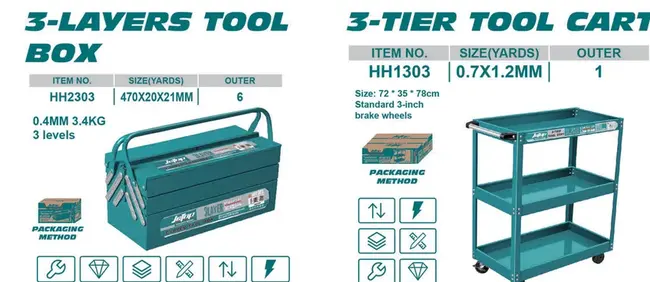 3-LAYERS TOOL
BOX
ITEM NO. SIZE(YARDS) OUTER
HH2303 470X20X21MM 6
0.4MM 3.4KG
3 levels
PACKAGING
METHOD
Jetop
3-TIER TOOL CART
ITEM NO. SIZE(YARDS) OUTER
HH1303 0.7X1.2MM 1
Size: 72 * 35 * 78cm
Standard 3-inch
brake wheels
PACKAGING
METHOD